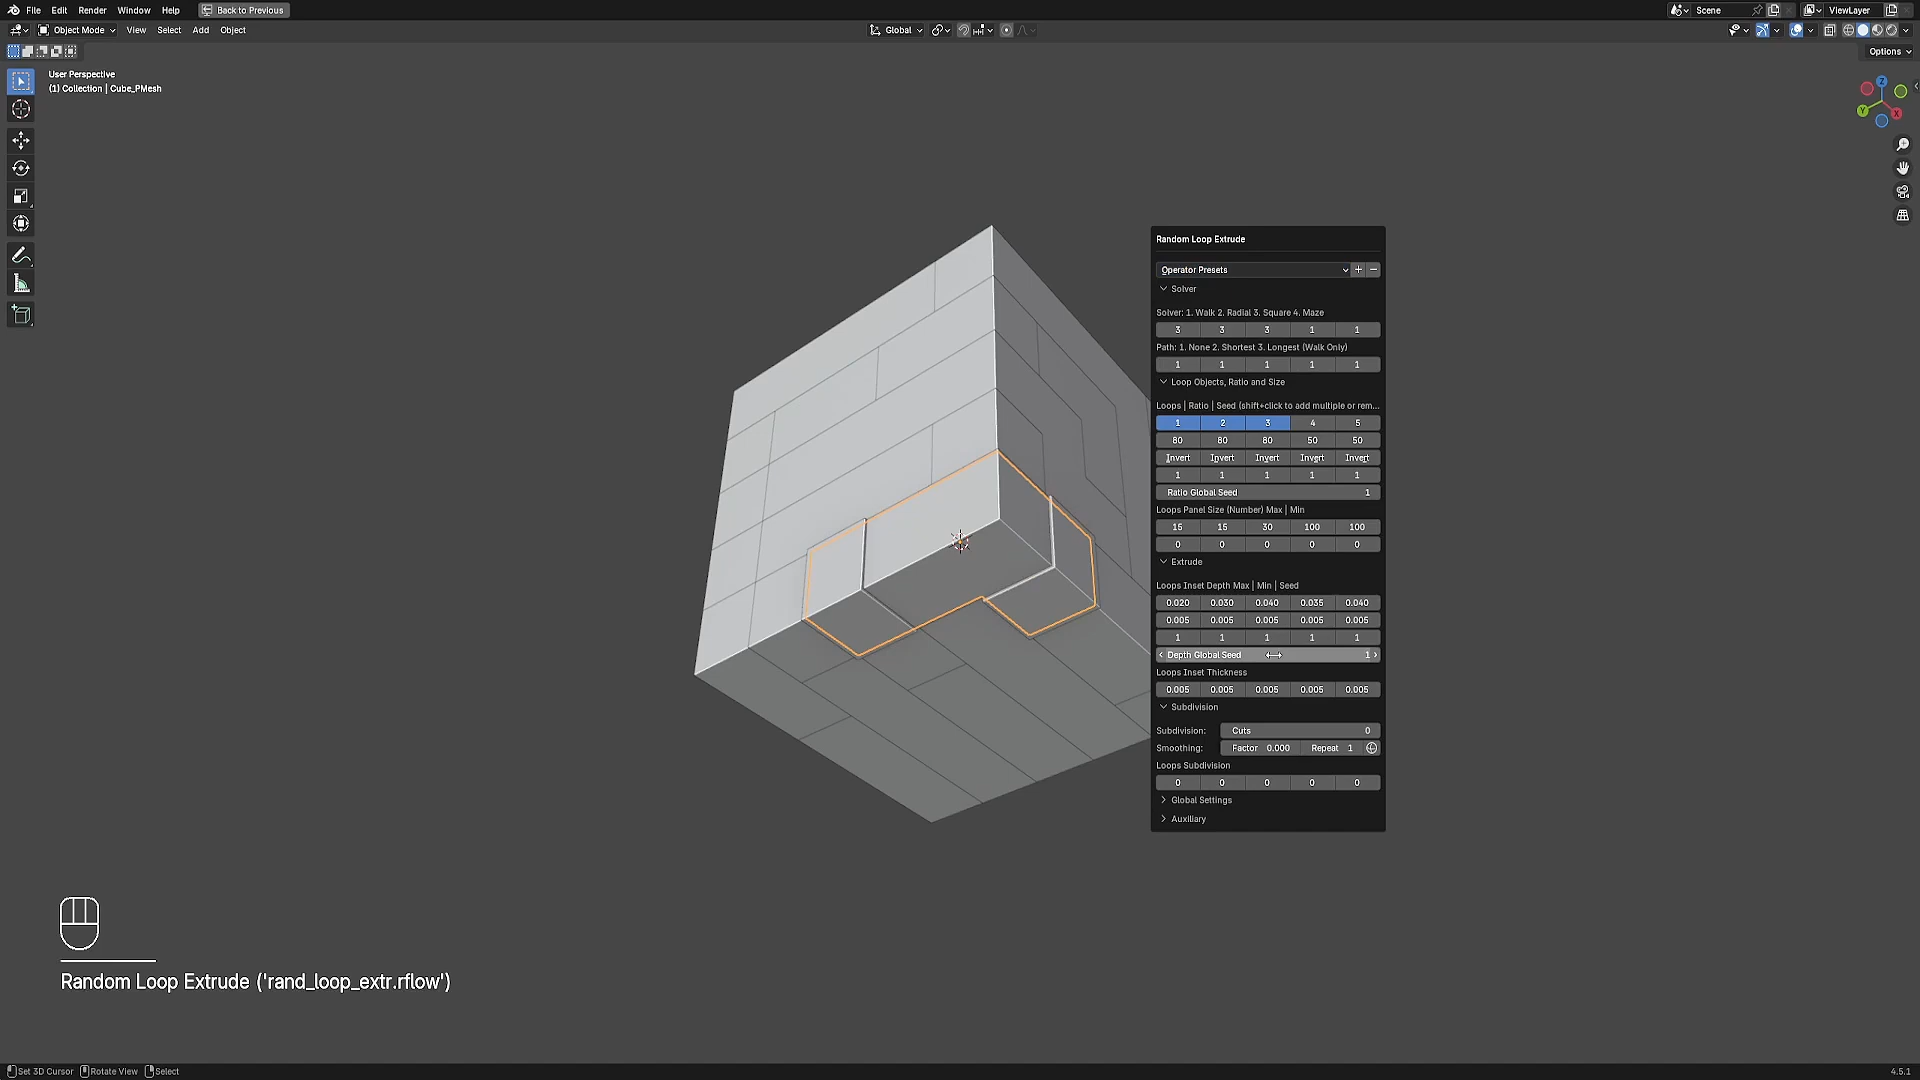 File Edit Render Window Help Back to Previous Scene ViewLayer
Object Mode View Select Add Object Global
Options
User Perspective
(1) Collection | Cube_PMesh
Z
Y
X
Random Loop Extrude
Operator Presets
Solver
Solver: 1. Walk 2. Radial 3. Square 4. Maze
3 3 3 1 1
Path: 1. None 2. Shortest 3. Longest (Walk Only)
1 1 1 1 1
Loop Objects, Ratio and Size
Loops | Ratio | Seed (shift+click to add multiple or rem...
1 2 3 4 5
80 80 80 50 50
Invert Invert Invert Invert Invert
1 1 1 1 1
Ratio Global Seed 1
Loops Panel Size (Number) Max | Min
15 15 30 100 100
0 0 0 0 0
Extrude
Loops Inset Depth Max | Min | Seed
0.020 0.030 0.040 0.035 0.040
0.005 0.005 0.005 0.005 0.005
1 1 1 1 1
Depth Global Seed 1
Loops Inset Thickness
0.005 0.005 0.005 0.005 0.005
Subdivision
Subdivision: Cuts 0
Smoothing: Factor 0.000 Repeat 1
Loops Subdivision
0 0 0 0 0
Global Settings
Auxiliary
Random Loop Extrude ('rand_loop_extr.rflow')
Set 3D Cursor Rotate View Select 4.5.1